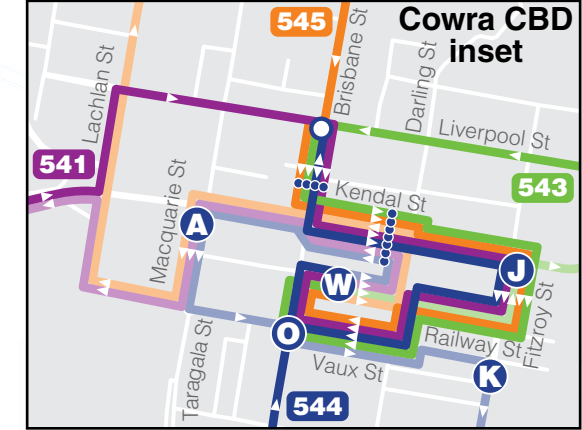 Cowra CBD
inset
545
Brisbane St
Darling St
Lachlan St
Liverpool St
541
543
Kendal St
Macquarie St
A
J
W
Fitzroy St
O
Railway St
Taragala St
Vaux St
K
544